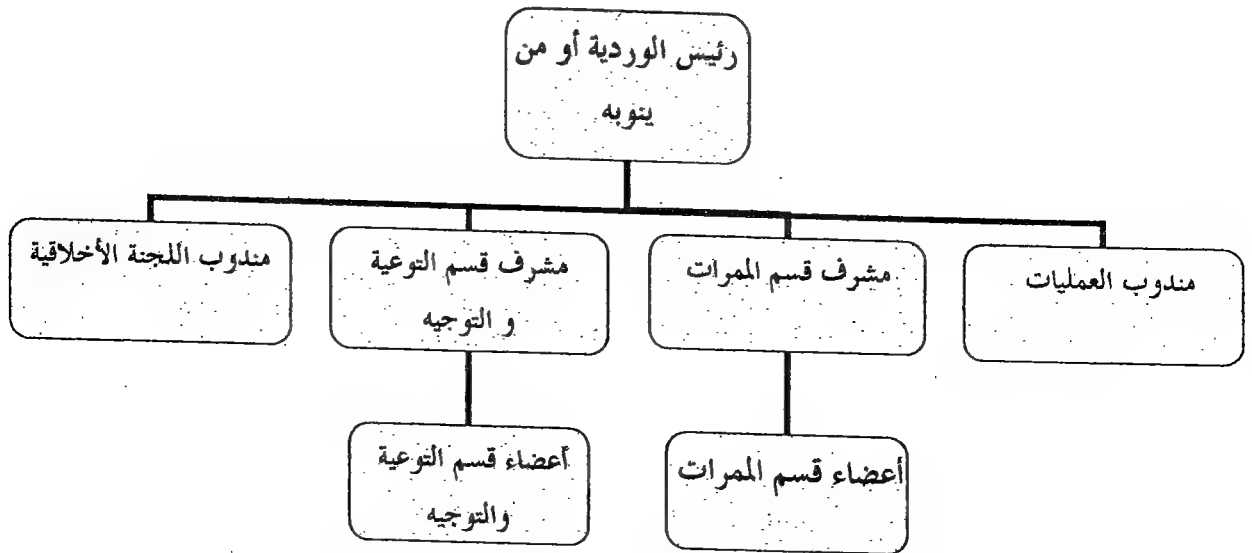 رئيس الوردية أو من
ينوبه
مندوب العمليات
مشرف قسم الممرات
مشرف قسم التوعية
و التوجيه
مندوب اللجنة الأخلاقية
أعضاء قسم الممرات
أعضاء قسم التوعية
والتوجيه